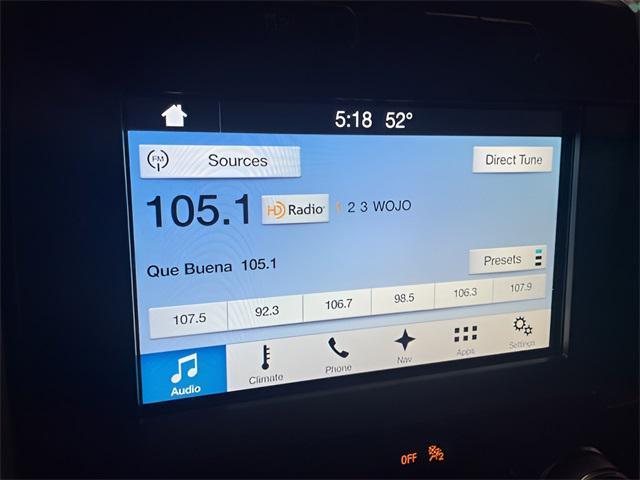 5:18 52°
FM Sources Direct Tune
105.1 HD Radio 1 2 3 WOJO
Que Buena 105.1 Presets
107.5 92.3 106.7 98.5 106.3 107.9
Audio Climate Phone Nav Apps Settings
OFF